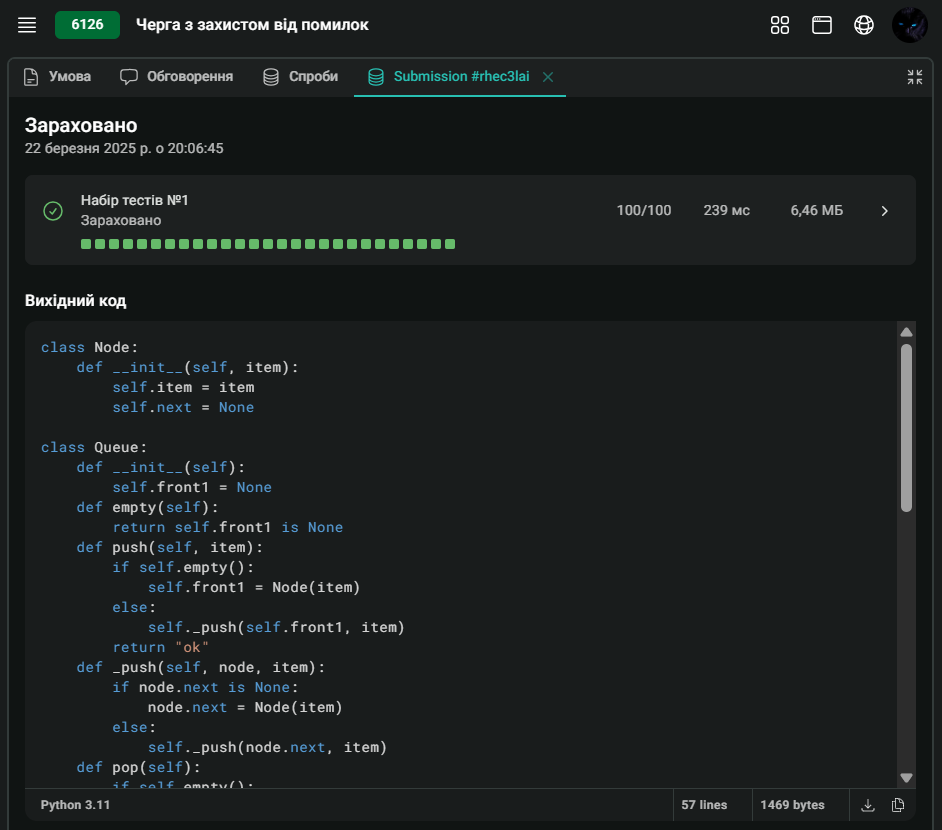 6126 Черга з захистом від помилок
Умова Обговорення Спроби Submission #rhec3lai
Зараховано
22 березня 2025 р. о 20:06:45
Набір тестів №1
Зараховано
100/100 239 мс 6,46 МБ
Вихідний код
class Node:
    def __init__(self, item):
        self.item = item
        self.next = None
class Queue:
    def __init__(self):
        self.front1 = None
    def empty(self):
        return self.front1 is None
    def push(self, item):
        if self.empty():
            self.front1 = Node(item)
        else:
            self._push(self.front1, item)
        return "ok"
    def _push(self, node, item):
        if node.next is None:
            node.next = Node(item)
        else:
            self._push(node.next, item)
    def pop(self):
        if self.empty():
Python 3.11 57 lines 1469 bytes